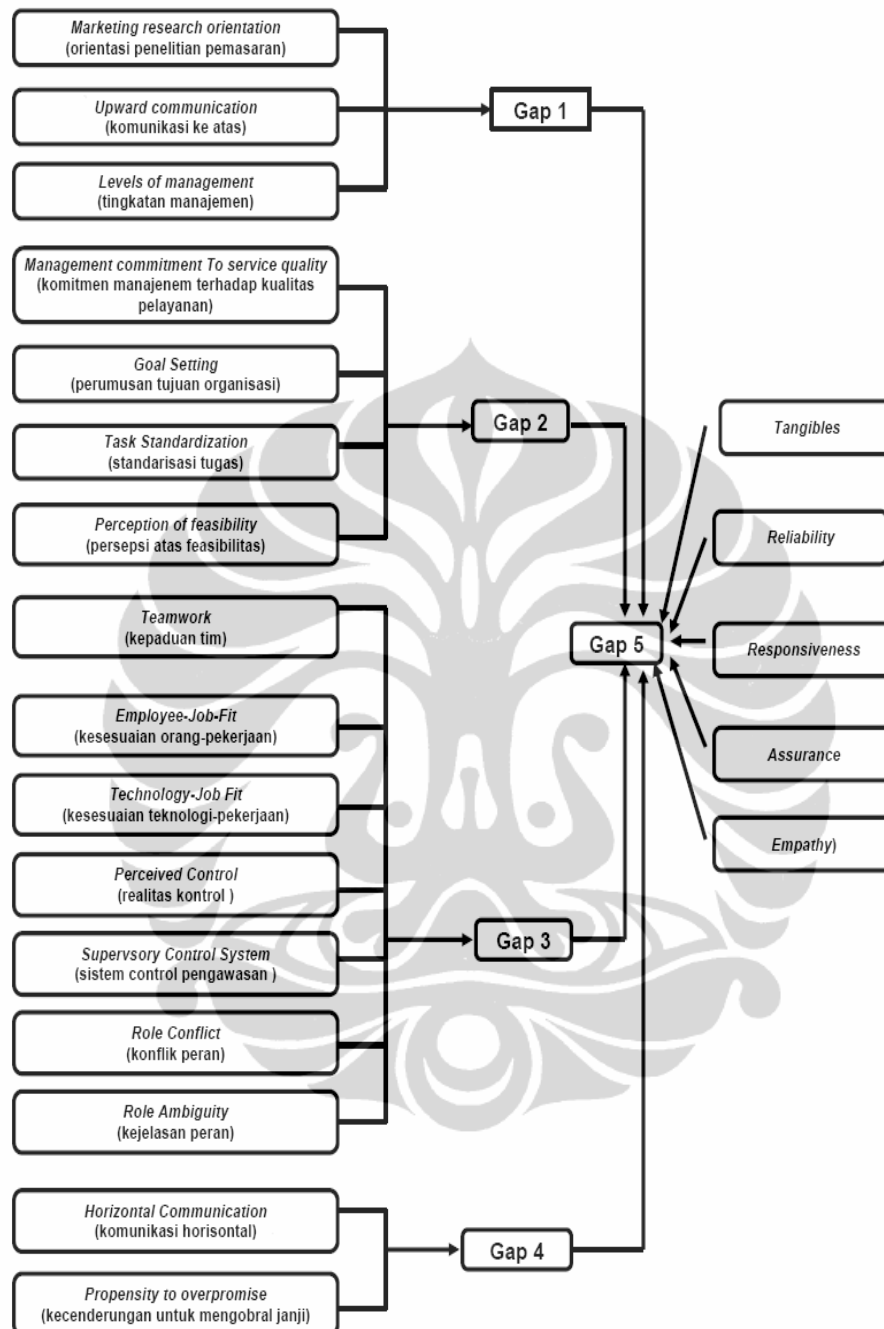 Marketing research orientation
(orientasi penelitian pemasaran)
Upward communication
(komunikasi ke atas)
Levels of management
(tingkatan manajemen)
Gap 1
Management commitment To service quality
(komitmen manajenem terhadap kualitas
pelayanan)
Goal Setting
(perumusan tujuan organisasi)
Task Standardization
(standarisasi tugas)
Perception of feasibility
(persepsi atas feasibilitas)
Gap 2
Teamwork
(kepaduan tim)
Employee-Job-Fit
(kesesuaian orang-pekerjaan)
Technology-Job Fit
(kesesuaian teknologi-pekerjaan)
Perceived Control
(realitas kontrol )
Supervsory Control System
(sistem control pengawasan )
Role Conflict
(konflik peran)
Role Ambiguity
(kejelasan peran)
Gap 3
Horizontal Communication
(komunikasi horisontal)
Propensity to overpromise
(kecenderungan untuk mengobral janji)
Gap 4
Gap 5
Tangibles
Reliability
Responsiveness
Assurance
Empathy)